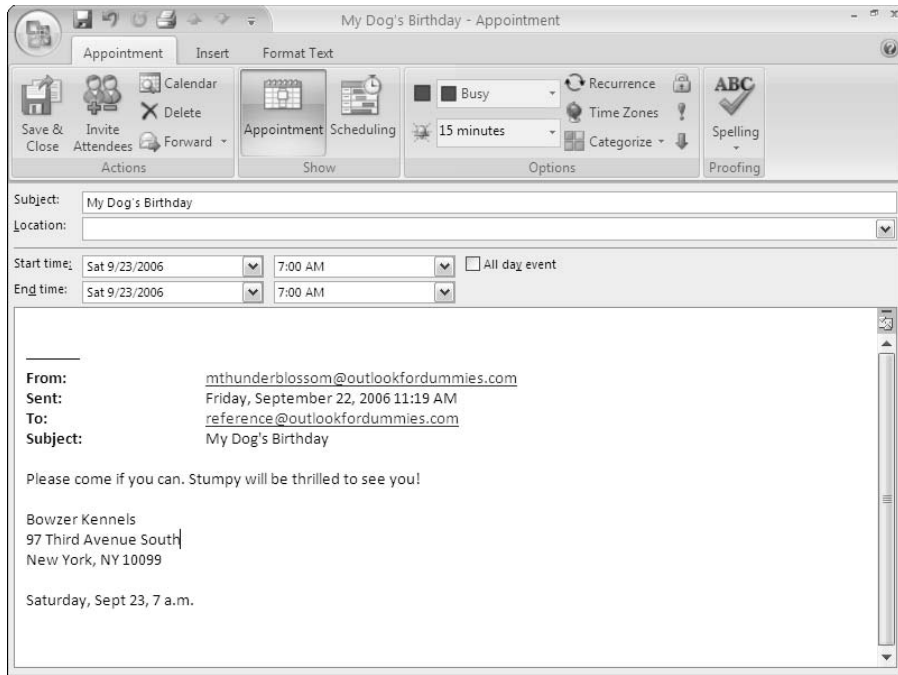 My Dog's Birthday - Appointment
Appointment Insert Format Text
Save & Close
Invite Attendees
Calendar
Delete
Forward
Actions
Appointment
Scheduling
Show
Busy
15 minutes
Recurrence
Time Zones
Categorize
Options
ABC
Spelling
Proofing
Subject: My Dog's Birthday
Location:
Start time: Sat 9/23/2006 7:00 AM All day event
End time: Sat 9/23/2006 7:00 AM
From: mthunderblossom@outlookfordummies.com
Sent: Friday, September 22, 2006 11:19 AM
To: reference@outlookfordummies.com
Subject: My Dog's Birthday
Please come if you can. Stumpy will be thrilled to see you!
Bowzer Kennels
97 Third Avenue South
New York, NY 10099
Saturday, Sept 23, 7 a.m.